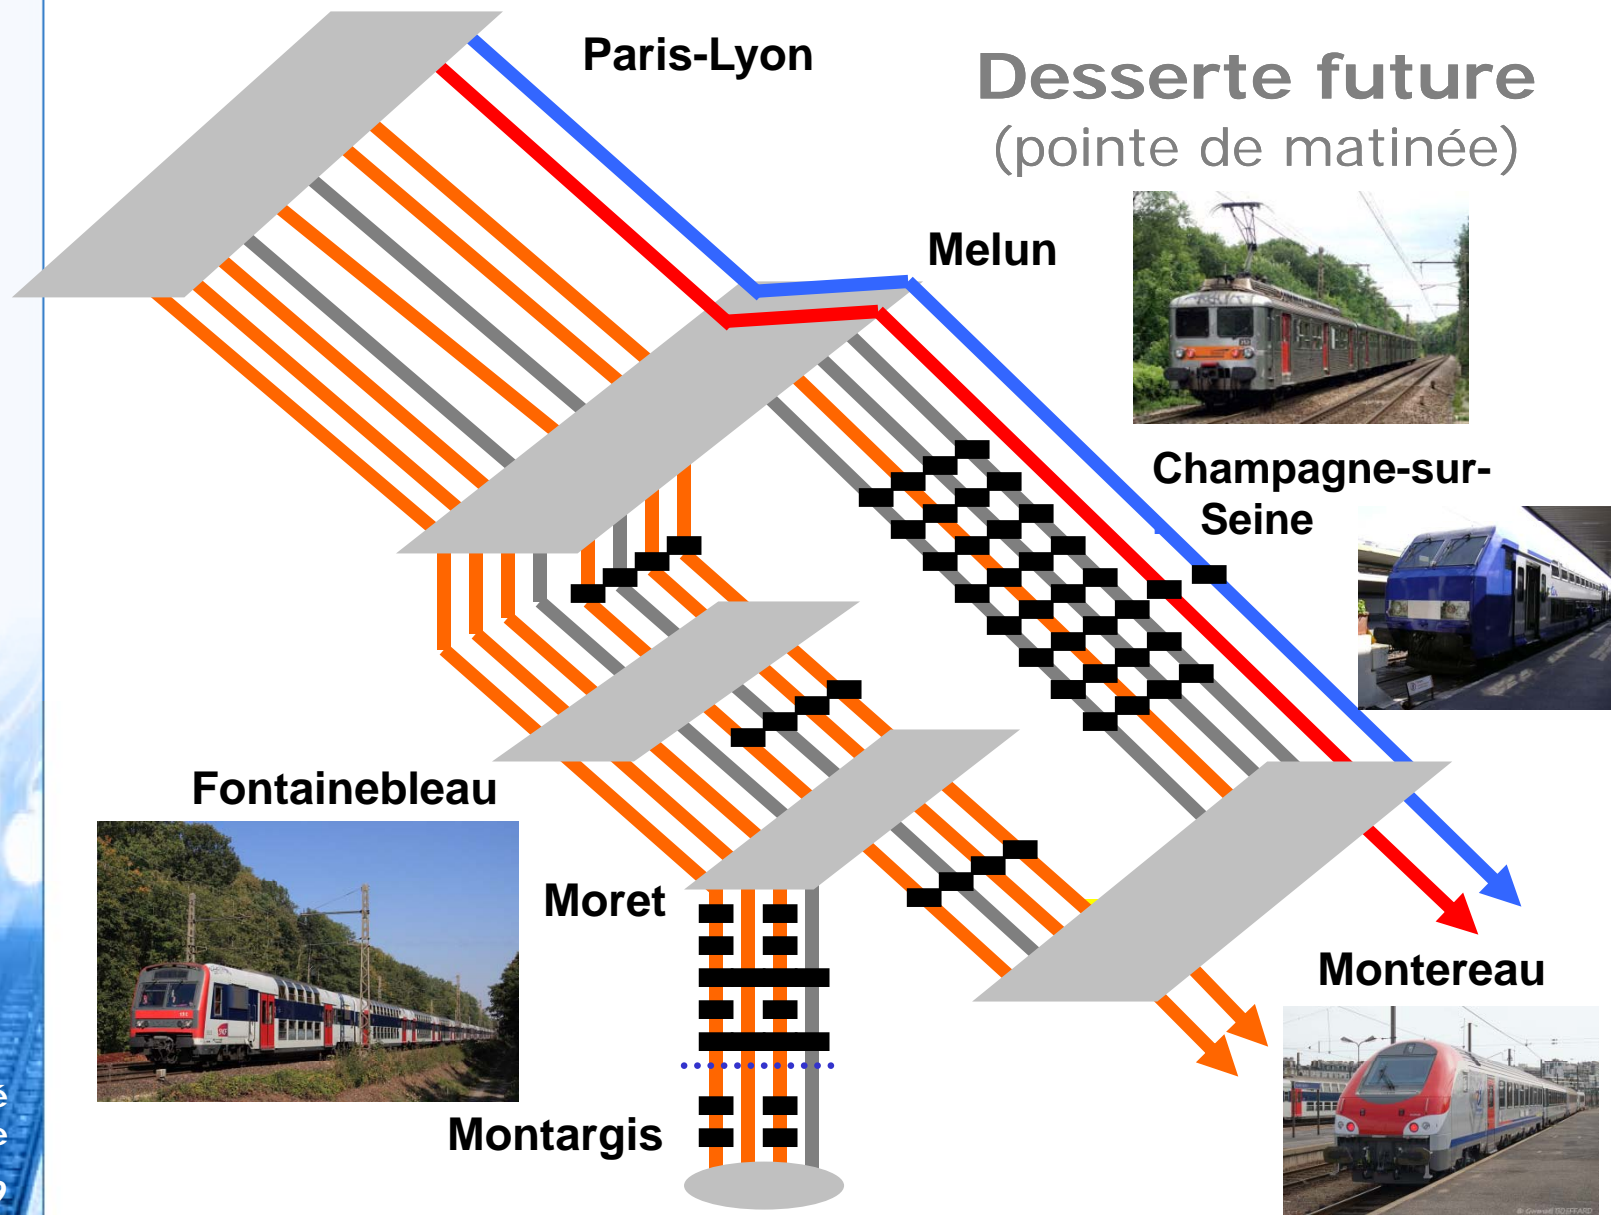 Paris-Lyon
Desserte future
(pointe de matinée)
Melun
Champagne-sur-
Seine
Fontainebleau
Moret
Montereau
Montargis
é
e